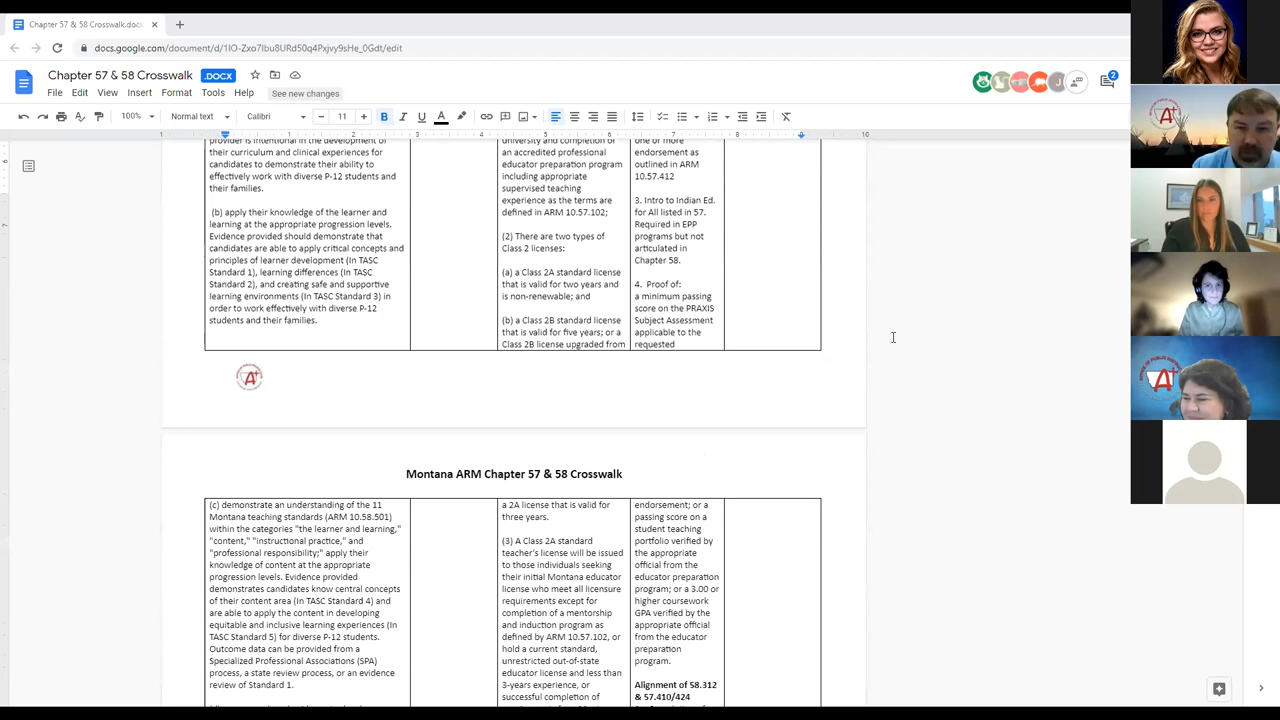 Chapter 57 & 58 Crosswalk.docx
docs.google.com/document/d/1IO-Zxo7Ibu8URd50q4Pxjvy9sHe_0Gdt/edit
Chapter 57 & 58 Crosswalk .DOCX
File Edit View Insert Format Tools Help See new changes
2
100% Normal text Calibri 11
provider is intentional in the development of
their curriculum and clinical experiences for
candidates to demonstrate their ability to
effectively work with diverse P-12 students and
their families.
(b) apply their knowledge of the learner and
learning at the appropriate progression levels.
Evidence provided should demonstrate that
candidates are able to apply critical concepts and
principles of learner development (In TASC
Standard 1), learning differences (In TASC
Standard 2), and creating safe and supportive
learning environments (In TASC Standard 3) in
order to work effectively with diverse P-12
students and their families.
university and completion of
an accredited professional
educator preparation program
including appropriate
supervised teaching
experience as the terms are
defined in ARM 10.57.102;
(2) There are two types of
Class 2 licenses:
(a) a Class 2A standard license
that is valid for two years and
is non-renewable; and
(b) a Class 2B standard license
that is valid for five years; or a
Class 2B license upgraded from
one or more
endorsement as
outlined in ARM
10.57.412
3. Intro to Indian Ed.
for All listed in 57.
Required in EPP
programs but not
articulated in
Chapter 58.
4. Proof of:
a minimum passing
score on the PRAXIS
Subject Assessment
applicable to the
requested
Montana ARM Chapter 57 & 58 Crosswalk
(c) demonstrate an understanding of the 11
Montana teaching standards (ARM 10.58.501)
within the categories "the learner and learning,"
"content," "instructional practice," and
"professional responsibility;" apply their
knowledge of content at the appropriate
progression levels. Evidence provided
demonstrates candidates know central concepts
of their content area (In TASC Standard 4) and
are able to apply the content in developing
equitable and inclusive learning experiences (In
TASC Standard 5) for diverse P-12 students.
Outcome data can be provided from a
Specialized Professional Associations (SPA)
process, a state review process, or an evidence
review of Standard 1.
a 2A license that is valid for
three years.
(3) A Class 2A standard
teacher's license will be issued
to those individuals seeking
their initial Montana educator
license who meet all licensure
requirements except for
completion of a mentorship
and induction program as
defined by ARM 10.57.102, or
hold a current standard,
unrestricted out-of-state
educator license and less than
3-years experience, or
successful completion of
endorsement; or a
passing score on a
student teaching
portfolio verified by
the appropriate
official from the
educator preparation
program; or a 3.00 or
higher coursework
GPA verified by the
appropriate official
from the educator
preparation
program.
Alignment of 58.312
& 57.410/424